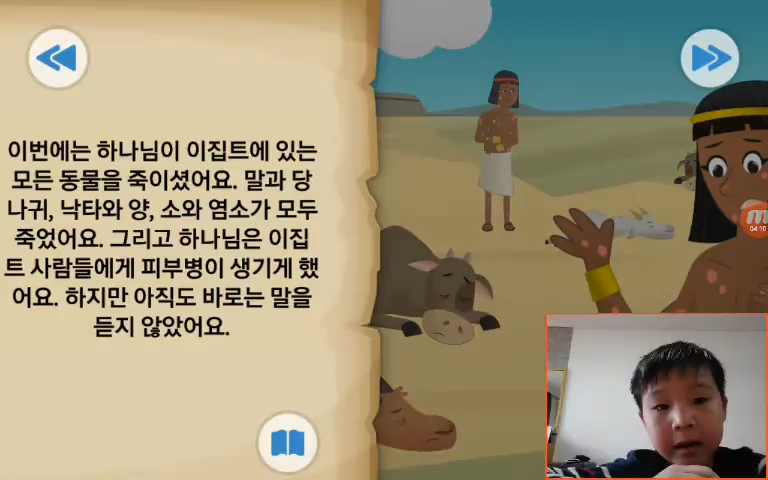 이번에는 하나님이 이집트에 있는
모든 동물을 죽이셨어요. 말과 당
나귀, 낙타와 양, 소와 염소가 모두
죽었어요. 그리고 하나님은 이집
트 사람들에게 피부병이 생기게 했
어요. 하지만 아직도 바로는 말을
듣지 않았어요.
04:10